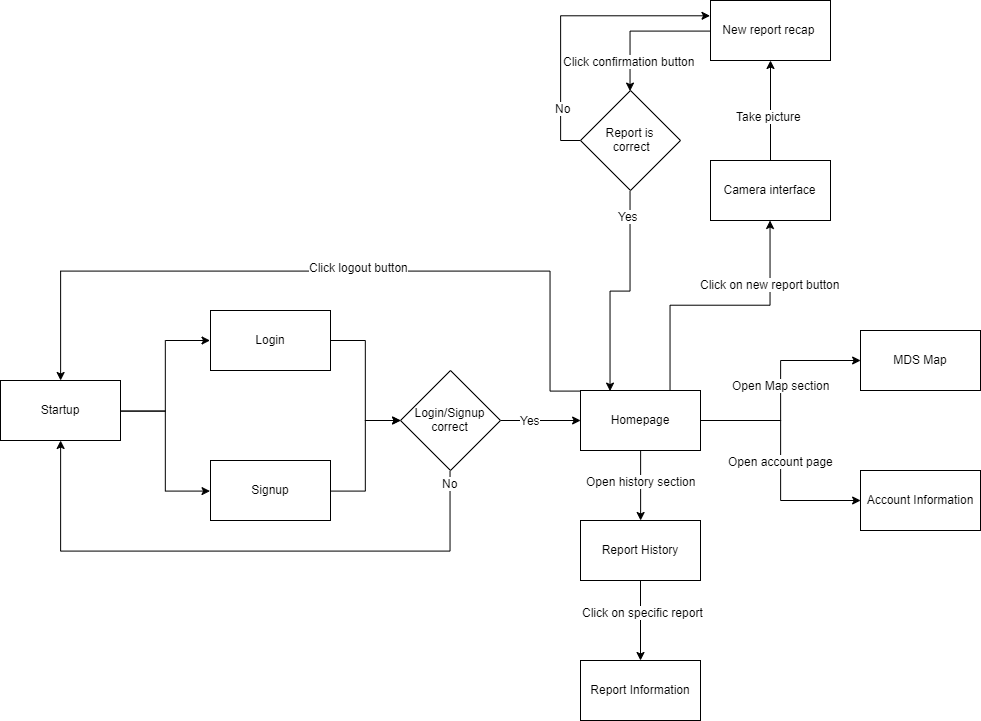 New report recap
Click confirmation button
No
Take picture
Report is
correct
Camera interface
Yes
Click logout button
Click on new report button
Login
MDS Map
Open Map section
Startup
Login/Signup
correct
Yes
Homepage
Open account page
No
Open history section
Signup
Account Information
Report History
Click on specific report
Report Information